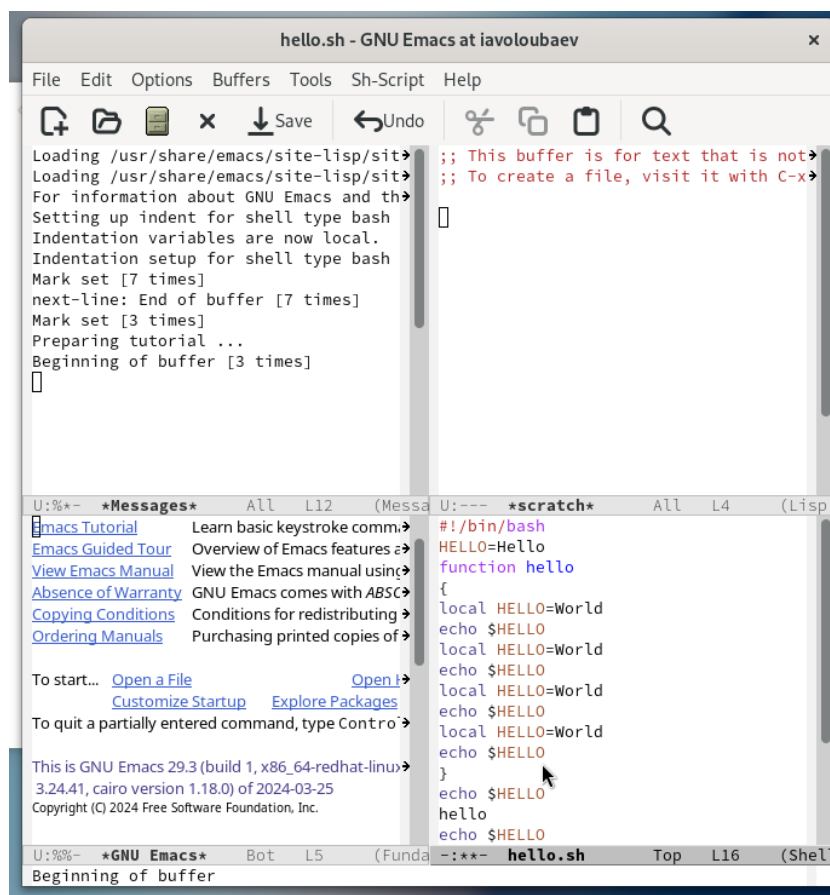 hello.sh - GNU Emacs at iavoloubaev
File Edit Options Buffers Tools Sh-Script Help
Save Undo
Loading /usr/share/emacs/site-lisp/sit
Loading /usr/share/emacs/site-lisp/sit
For information about GNU Emacs and th
Setting up indent for shell type bash
Indentation variables are now local.
Indentation setup for shell type bash
Mark set [7 times]
next-line: End of buffer [7 times]
Mark set [3 times]
Preparing tutorial ...
Beginning of buffer [3 times]
U:%*-  *Messages*  All  L12  (Messa
;; This buffer is for text that is not
;; To create a file, visit it with C-x
U:---  *scratch*  All  L4  (Lisp
Emacs Tutorial Learn basic keystroke comma
Emacs Guided Tour Overview of Emacs features a
View Emacs Manual View the Emacs manual using
Absence of Warranty GNU Emacs comes with ABSO
Copying Conditions Conditions for redistributing
Ordering Manuals Purchasing printed copies of
To start... Open a File Open H
Customize Startup Explore Packages
To quit a partially entered command, type Contro
This is GNU Emacs 29.3 (build 1, x86_64-redhat-linux
3.24.41, cairo version 1.18.0) of 2024-03-25
Copyright (C) 2024 Free Software Foundation, Inc.
U:%%-  *GNU Emacs*  Bot  L5  (Funda
#!/bin/bash
HELLO=Hello
function hello
{
local HELLO=World
echo $HELLO
local HELLO=World
echo $HELLO
local HELLO=World
echo $HELLO
local HELLO=World
echo $HELLO
}
echo $HELLO
hello
echo $HELLO
-:**-  hello.sh  Top  L16  (Shell
Beginning of buffer